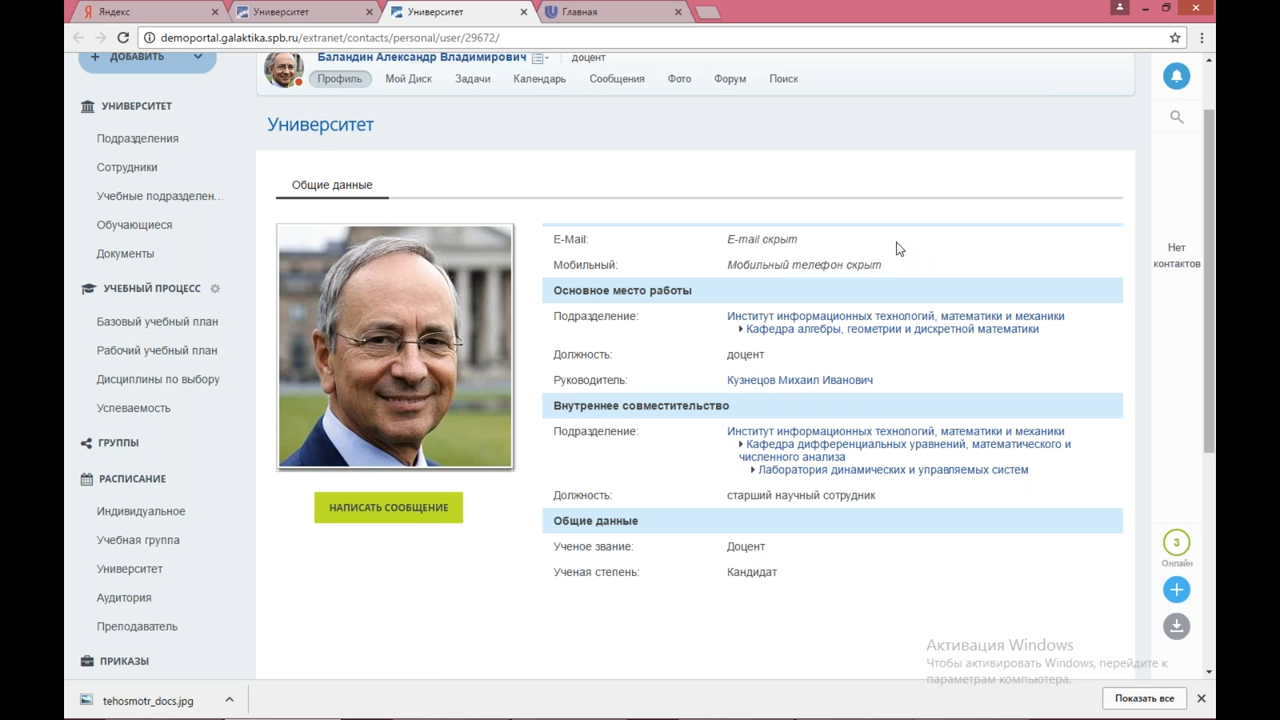 Яндекс
Университет
Университет
Главная
demoportal.galaktika.spb.ru/extranet/contacts/personal/user/29672/
ДОБАВИТЬ
Баландин Александр Владимирович
доцент
Профиль
Мой Диск
Задачи
Календарь
Сообщения
Фото
Форум
Поиск
УНИВЕРСИТЕТ
Подразделения
Сотрудники
Учебные подразделен...
Обучающиеся
Документы
УЧЕБНЫЙ ПРОЦЕСС
Базовый учебный план
Рабочий учебный план
Дисциплины по выбору
Успеваемость
ГРУППЫ
РАСПИСАНИЕ
Индивидуальное
Учебная группа
Университет
Аудитория
Преподаватель
ПРИКАЗЫ
Университет
Общие данные
НАПИСАТЬ СООБЩЕНИЕ
E-Mail: E-mail скрыт
Мобильный: Мобильный телефон скрыт
Основное место работы
Подразделение: Институт информационных технологий, математики и механики
Кафедра алгебры, геометрии и дискретной математики
Должность: доцент
Руководитель: Кузнецов Михаил Иванович
Внутреннее совместительство
Подразделение: Институт информационных технологий, математики и механики
Кафедра дифференциальных уравнений, математического и
численного анализа
Лаборатория динамических и управляемых систем
Должность: старший научный сотрудник
Общие данные
Ученое звание: Доцент
Ученая степень: Кандидат
Нет
контактов
3
Онлайн
Активация Windows
Чтобы активировать Windows, перейдите к
параметрам компьютера.
tehosmotr_docs.jpg
Показать все